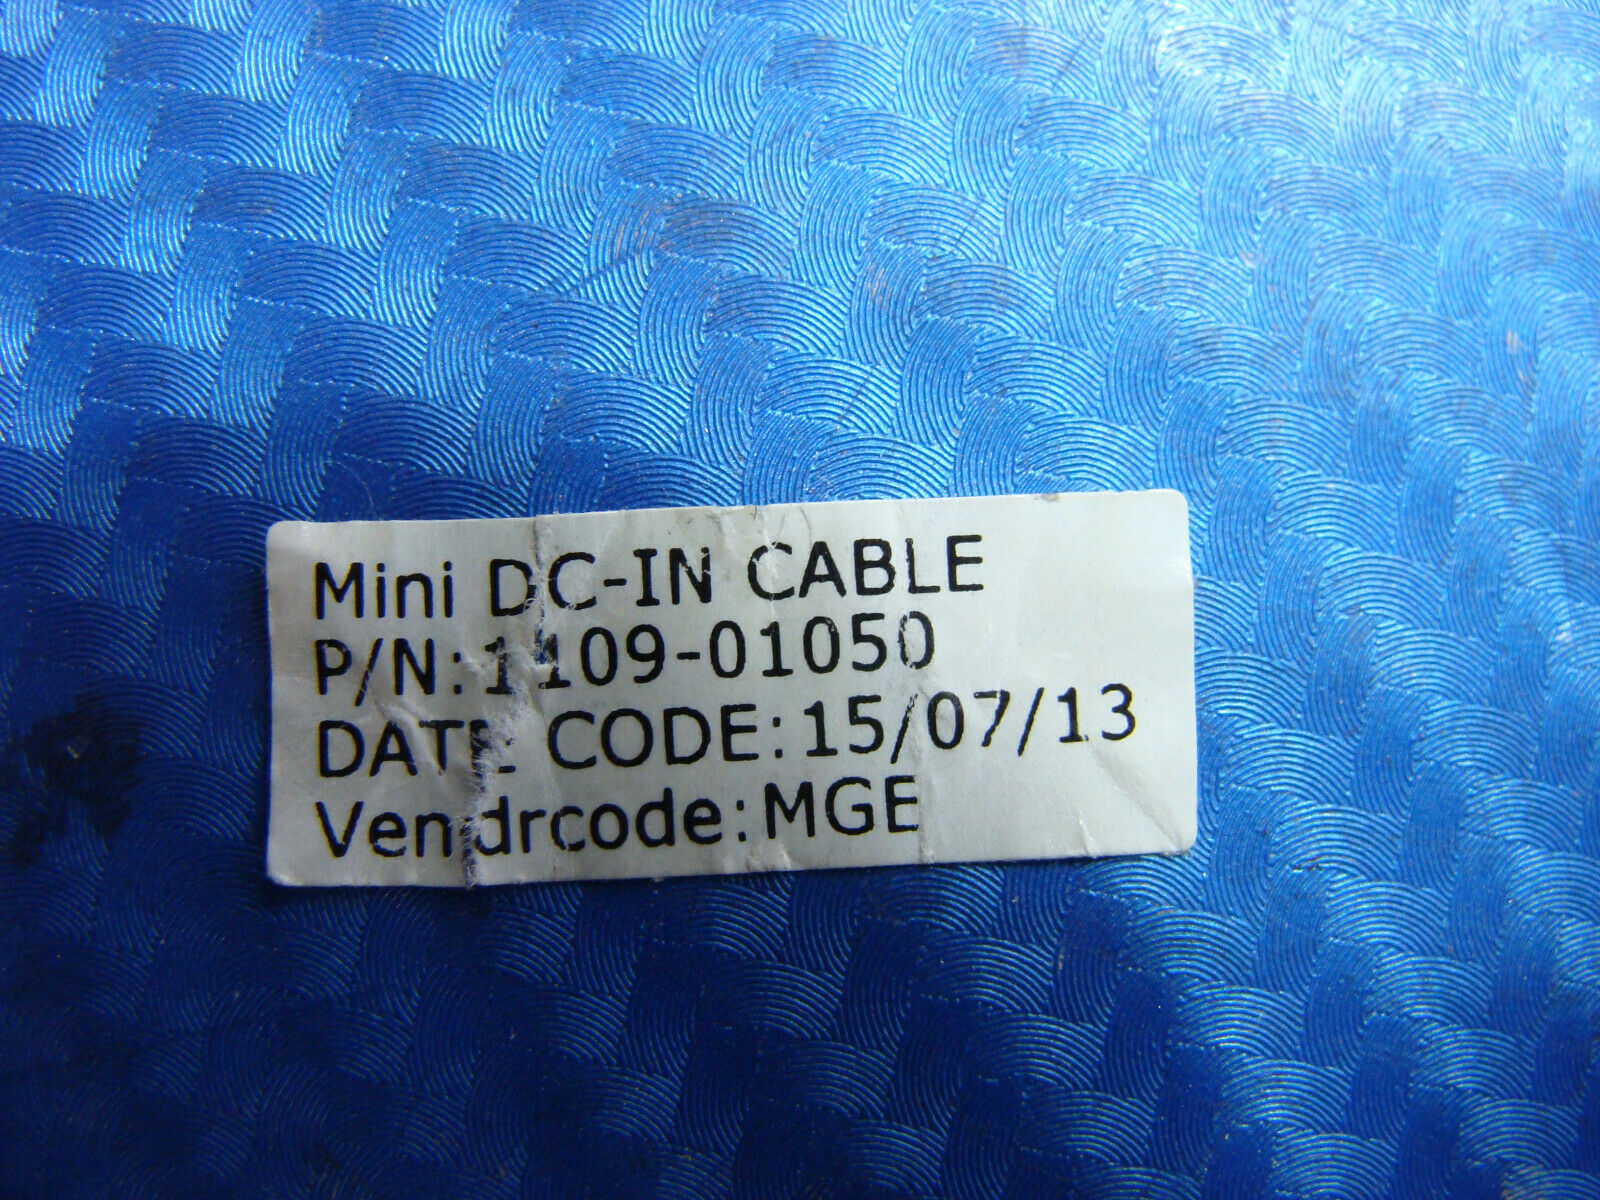 Mini DC-IN CABLE
P/N:1109-01050
DATE CODE:15/07/13
Vendrcode:MGE